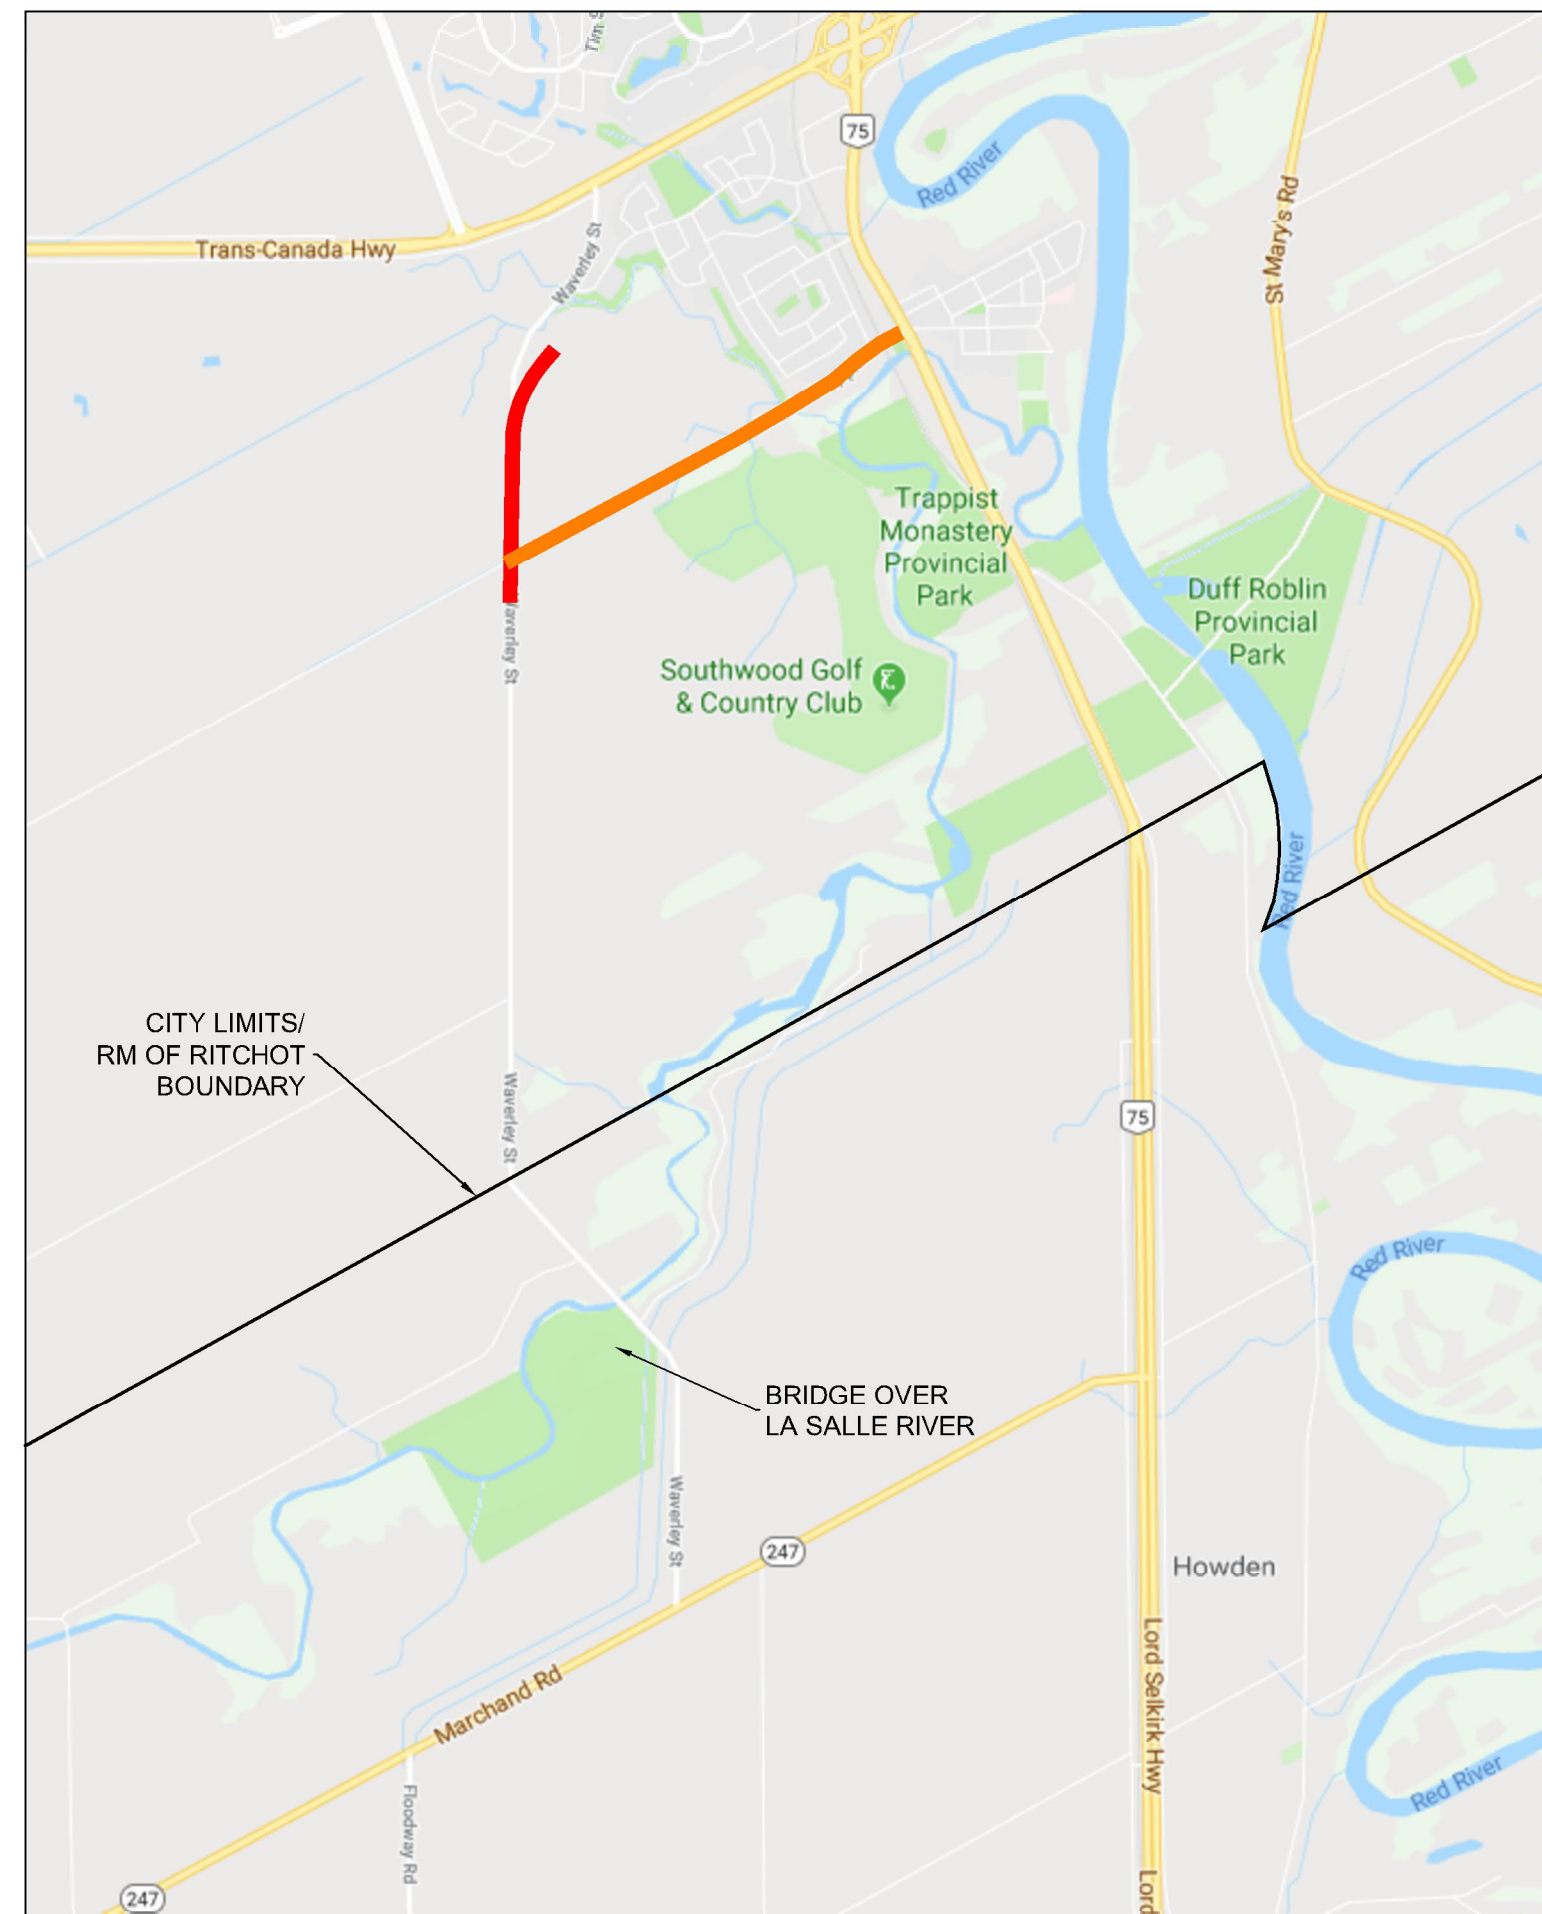 75
Red River
St Mary's Rd
Trans-Canada Hwy
Waverley St
Trappist
Monastery
Provincial
Park
Duff Roblin
Provincial
Park
Waverley St
Southwood Golf
& Country Club
Red River
CITY LIMITS/
RM OF RITCHOT
BOUNDARY
Waverley St
75
Red River
BRIDGE OVER
LA SALLE RIVER
Waverley St
247
Howden
Lord Selkirk Hwy
Marchand Rd
Red River
Floodway Rd
247
Lord